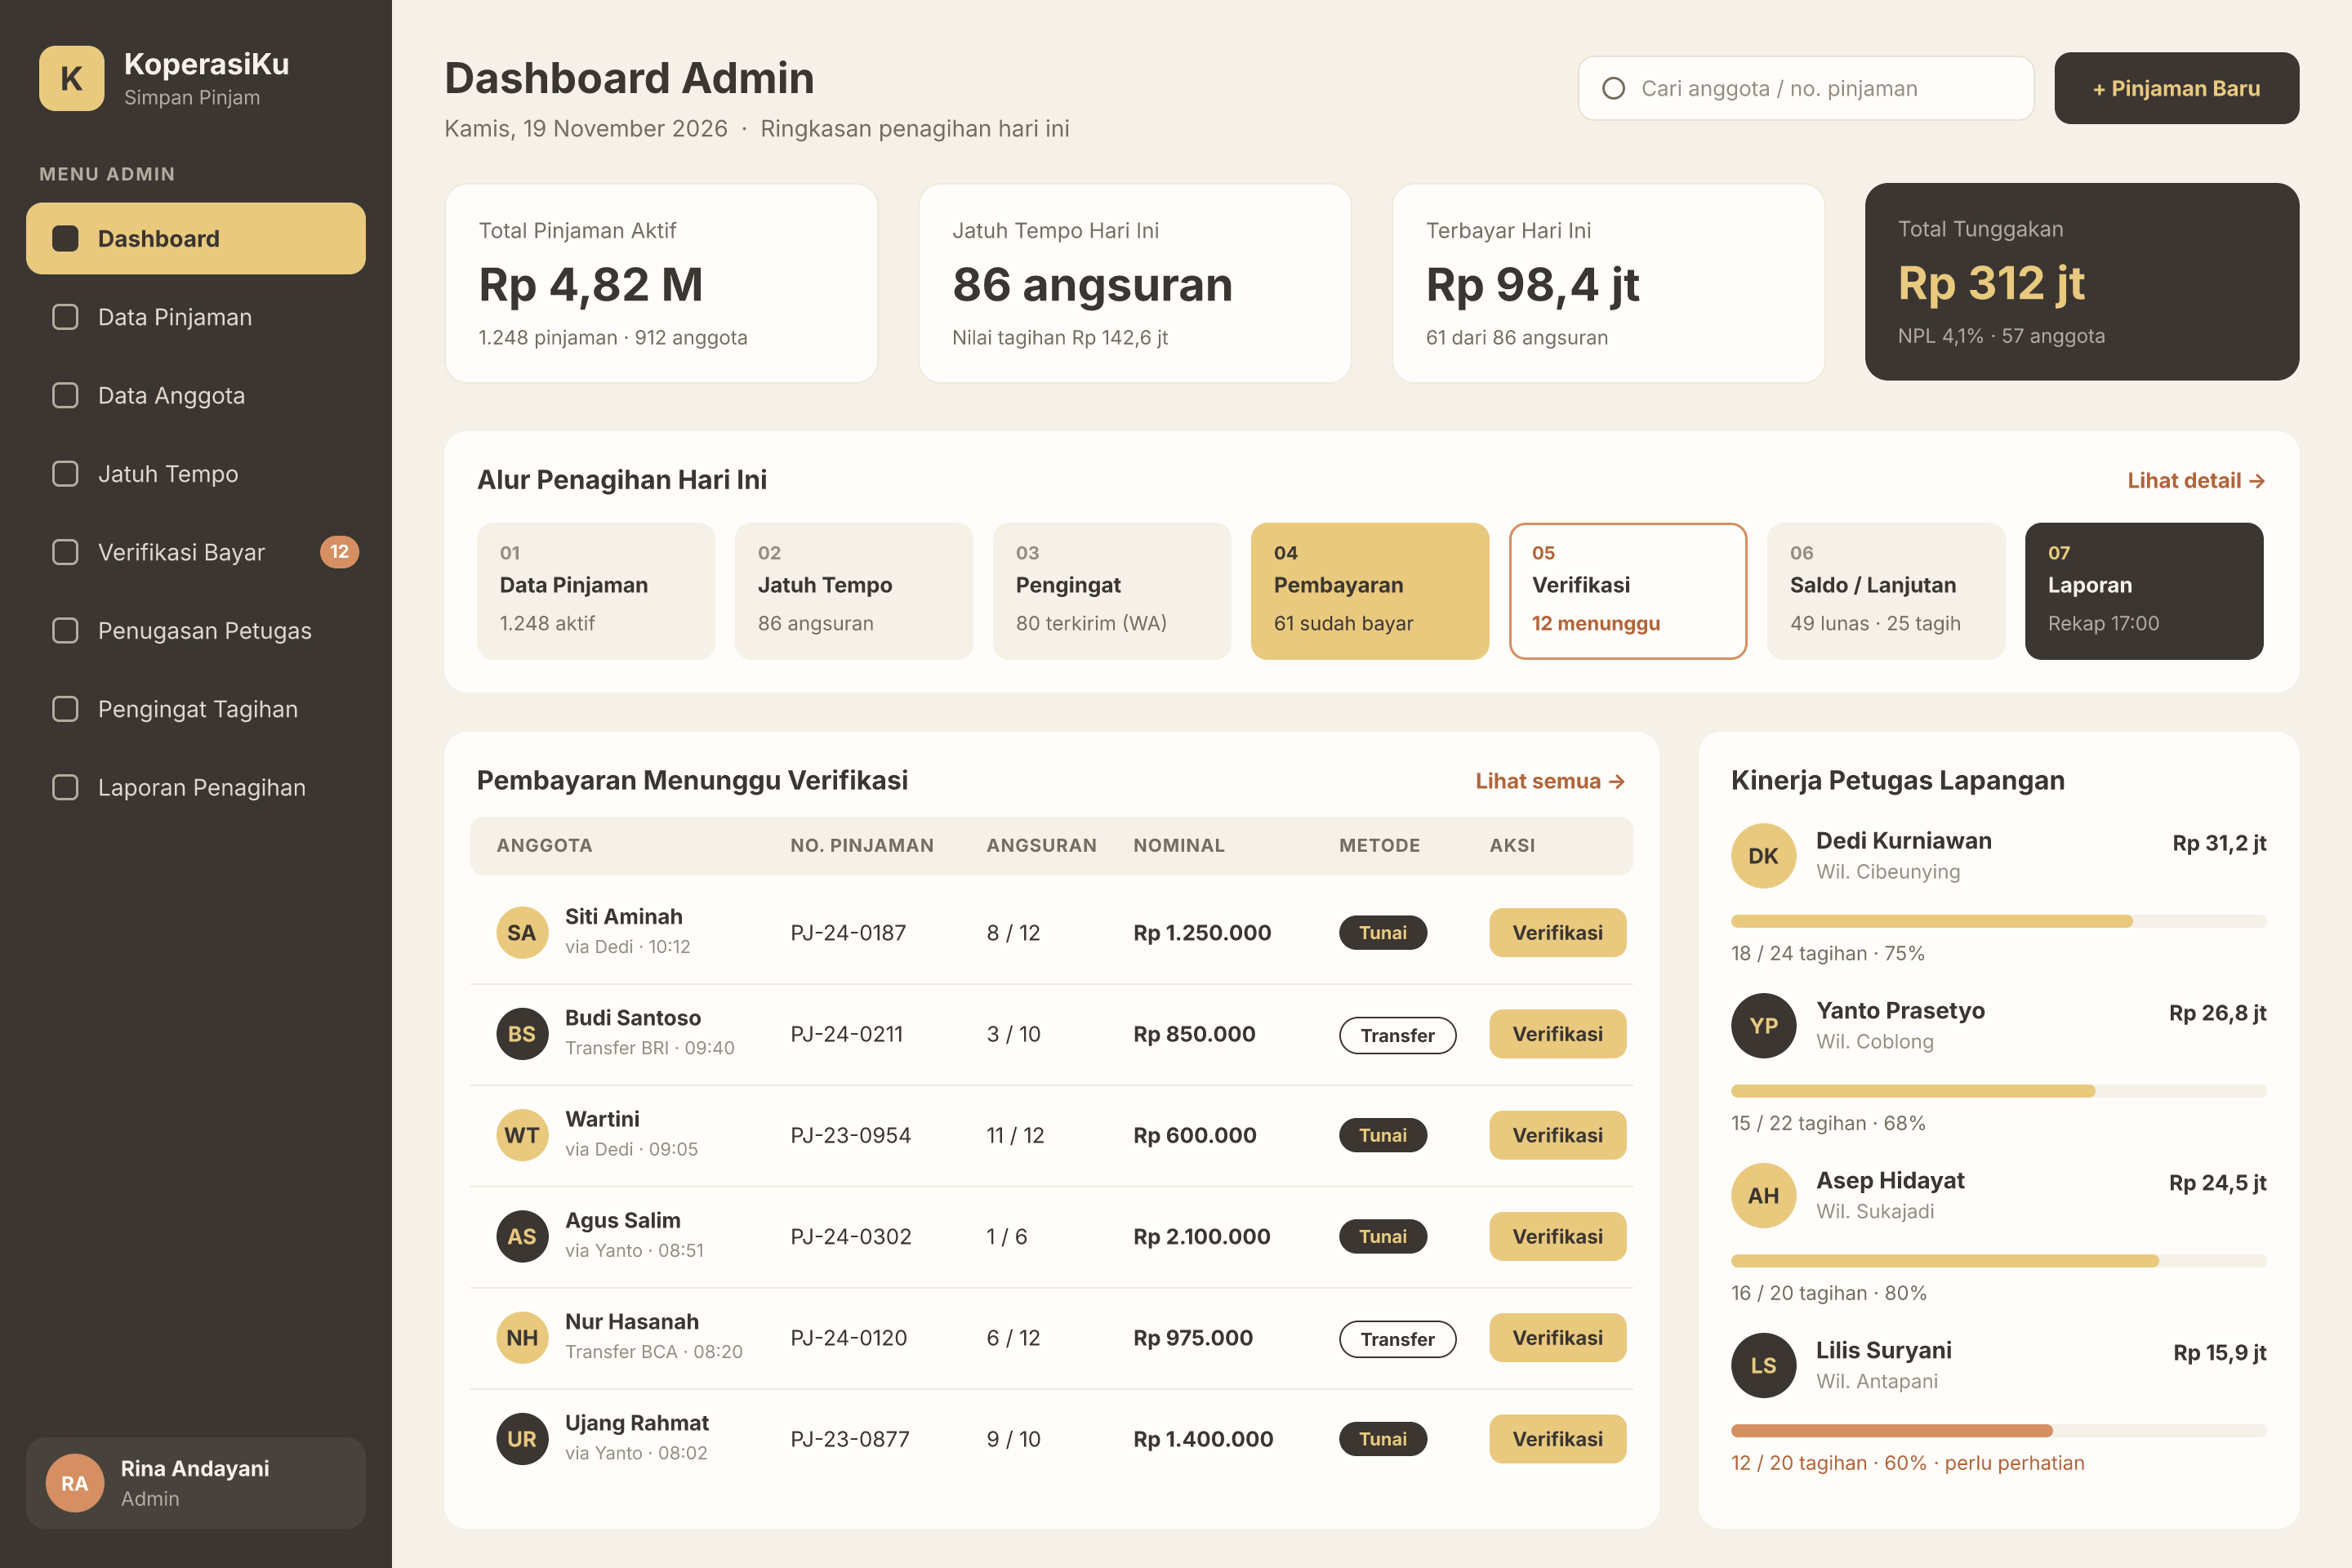 K
KoperasiKu
Simpan Pinjam
MENU ADMIN
Dashboard
Data Pinjaman
Data Anggota
Jatuh Tempo
Verifikasi Bayar 12
Penugasan Petugas
Pengingat Tagihan
Laporan Penagihan
RA
Rina Andayani
Admin
Dashboard Admin
Kamis, 19 November 2026 · Ringkasan penagihan hari ini
Cari anggota / no. pinjaman
+ Pinjaman Baru
Total Pinjaman Aktif
Rp 4,82 M
1.248 pinjaman · 912 anggota
Jatuh Tempo Hari Ini
86 angsuran
Nilai tagihan Rp 142,6 jt
Terbayar Hari Ini
Rp 98,4 jt
61 dari 86 angsuran
Total Tunggakan
Rp 312 jt
NPL 4,1% · 57 anggota
Alur Penagihan Hari Ini
Lihat detail →
01
Data Pinjaman
1.248 aktif
02
Jatuh Tempo
86 angsuran
03
Pengingat
80 terkirim (WA)
04
Pembayaran
61 sudah bayar
05
Verifikasi
12 menunggu
06
Saldo / Lanjutan
49 lunas · 25 tagih
07
Laporan
Rekap 17:00
Pembayaran Menunggu Verifikasi
Lihat semua →
ANGGOTA NO. PINJAMAN ANGSURAN NOMINAL METODE AKSI
SA Siti Aminah PJ-24-0187 8 / 12 Rp 1.250.000 Tunai Verifikasi
via Dedi · 10:12
BS Budi Santoso PJ-24-0211 3 / 10 Rp 850.000 Transfer Verifikasi
Transfer BRI · 09:40
WT Wartini PJ-23-0954 11 / 12 Rp 600.000 Tunai Verifikasi
via Dedi · 09:05
AS Agus Salim PJ-24-0302 1 / 6 Rp 2.100.000 Tunai Verifikasi
via Yanto · 08:51
NH Nur Hasanah PJ-24-0120 6 / 12 Rp 975.000 Transfer Verifikasi
Transfer BCA · 08:20
UR Ujang Rahmat PJ-23-0877 9 / 10 Rp 1.400.000 Tunai Verifikasi
via Yanto · 08:02
Kinerja Petugas Lapangan
DK Dedi Kurniawan Rp 31,2 jt
Wil. Cibeunying
18 / 24 tagihan · 75%
YP Yanto Prasetyo Rp 26,8 jt
Wil. Coblong
15 / 22 tagihan · 68%
AH Asep Hidayat Rp 24,5 jt
Wil. Sukajadi
16 / 20 tagihan · 80%
LS Lilis Suryani Rp 15,9 jt
Wil. Antapani
12 / 20 tagihan · 60% · perlu perhatian